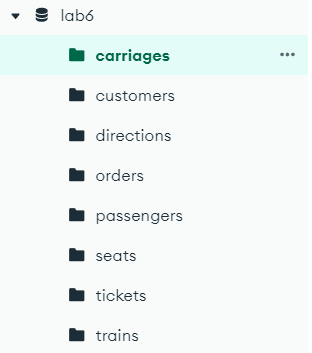 lab6
carriages
customers
directions
orders
passengers
seats
tickets
trains